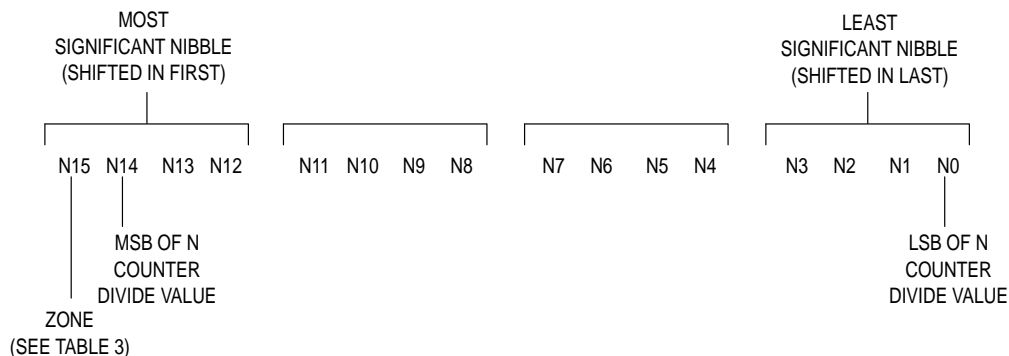 MOST
SIGNIFICANT NIBBLE
(SHIFTED IN FIRST)
LEAST
SIGNIFICANT NIBBLE
(SHIFTED IN LAST)
N15 N14 N13 N12 N11 N10 N9 N8 N7 N6 N5 N4 N3 N2 N1 N0
MSB OF N
COUNTER
DIVIDE VALUE
LSB OF N
COUNTER
DIVIDE VALUE
ZONE
(SEE TABLE 3)